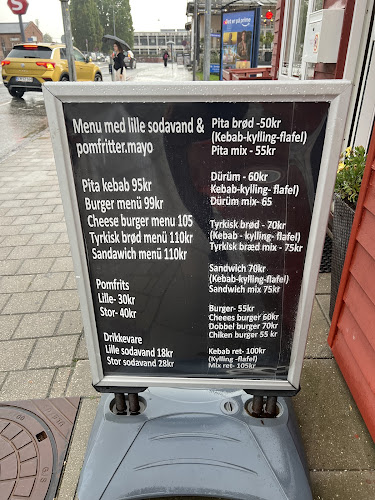 Menu med lille sodavand &
pomfritter.mayo
Pita kebab 95kr
Burger menü 99kr
Cheese burger menu 105
Tyrkisk brød menü 110kr
Sandawich menü 110kr
Pomfrits
Lille- 30kr
Stor- 40kr
Drikkevare
Lille sodavand 18kr
Stor sodavand 28kr
Pita brød -50kr
(Kebab-kylling-flafel)
Pita mix - 55kr
Dürüm - 60kr
(Kebab-kylling- flafel)
Dürüm mix- 65
Tyrkisk brød - 70kr
(Kebab - kylling- flafel)
Tyrkisk bræd mix - 75kr
Sandwich 70kr
(Kebab-kylling-flafel)
Sandwich mix 75kr
Burger- 55kr
Cheees burger 60kr
Dobbel burger 70kr
Chiken burger 55 kr
Kebab ret- 100kr
(Kylling -flafel)
Mix ret- 105kr